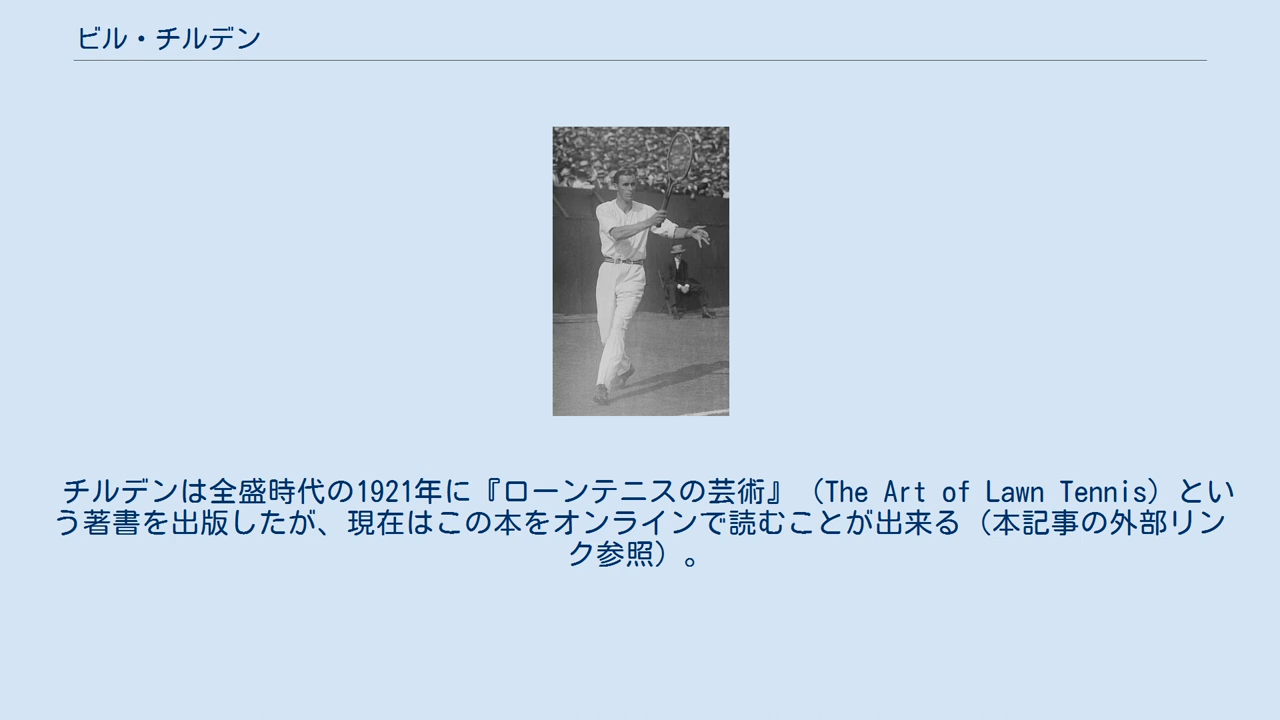 ビル・チルデン
チルデンは全盛時代の1921年に『ローンテニスの芸術』（The Art of Lawn Tennis）とい
う著書を出版したが、現在はこの本をオンラインで読むことが出来る（本記事の外部リン
ク参照）。